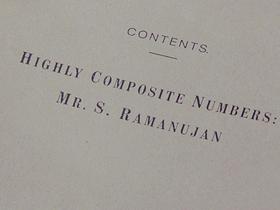 CONTENTS.
HIGHLY COMPOSITE NUMBERS:
MR. S. RAMANUJAN